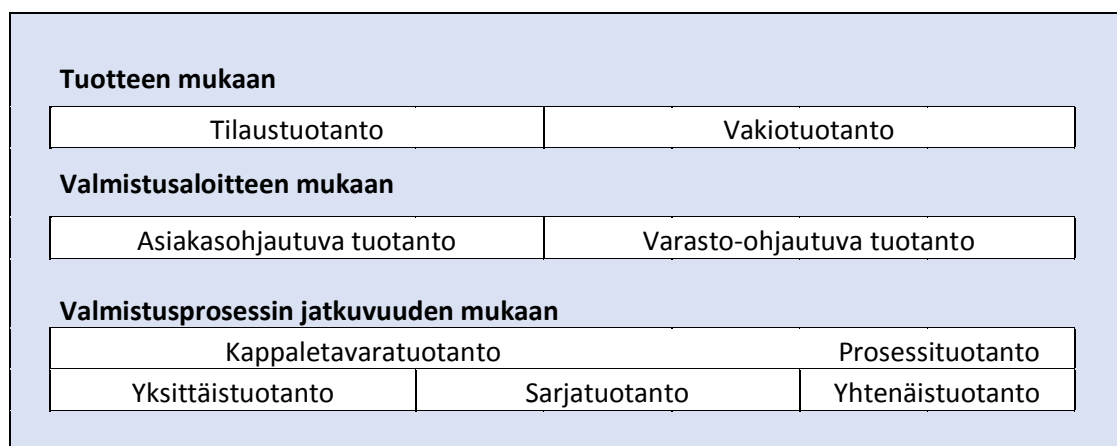 Tuotteen mukaan
Tilaustuotanto Vakiotuotanto
Valmistusaloitteen mukaan
Asiakasohjautuva tuotanto Varasto-ohjautuva tuotanto
Valmistusprosessin jatkuvuuden mukaan
Kappaletavaratuotanto Prosessituotanto
Yksittäistuotanto Sarjatuotanto Yhtenäistuotanto